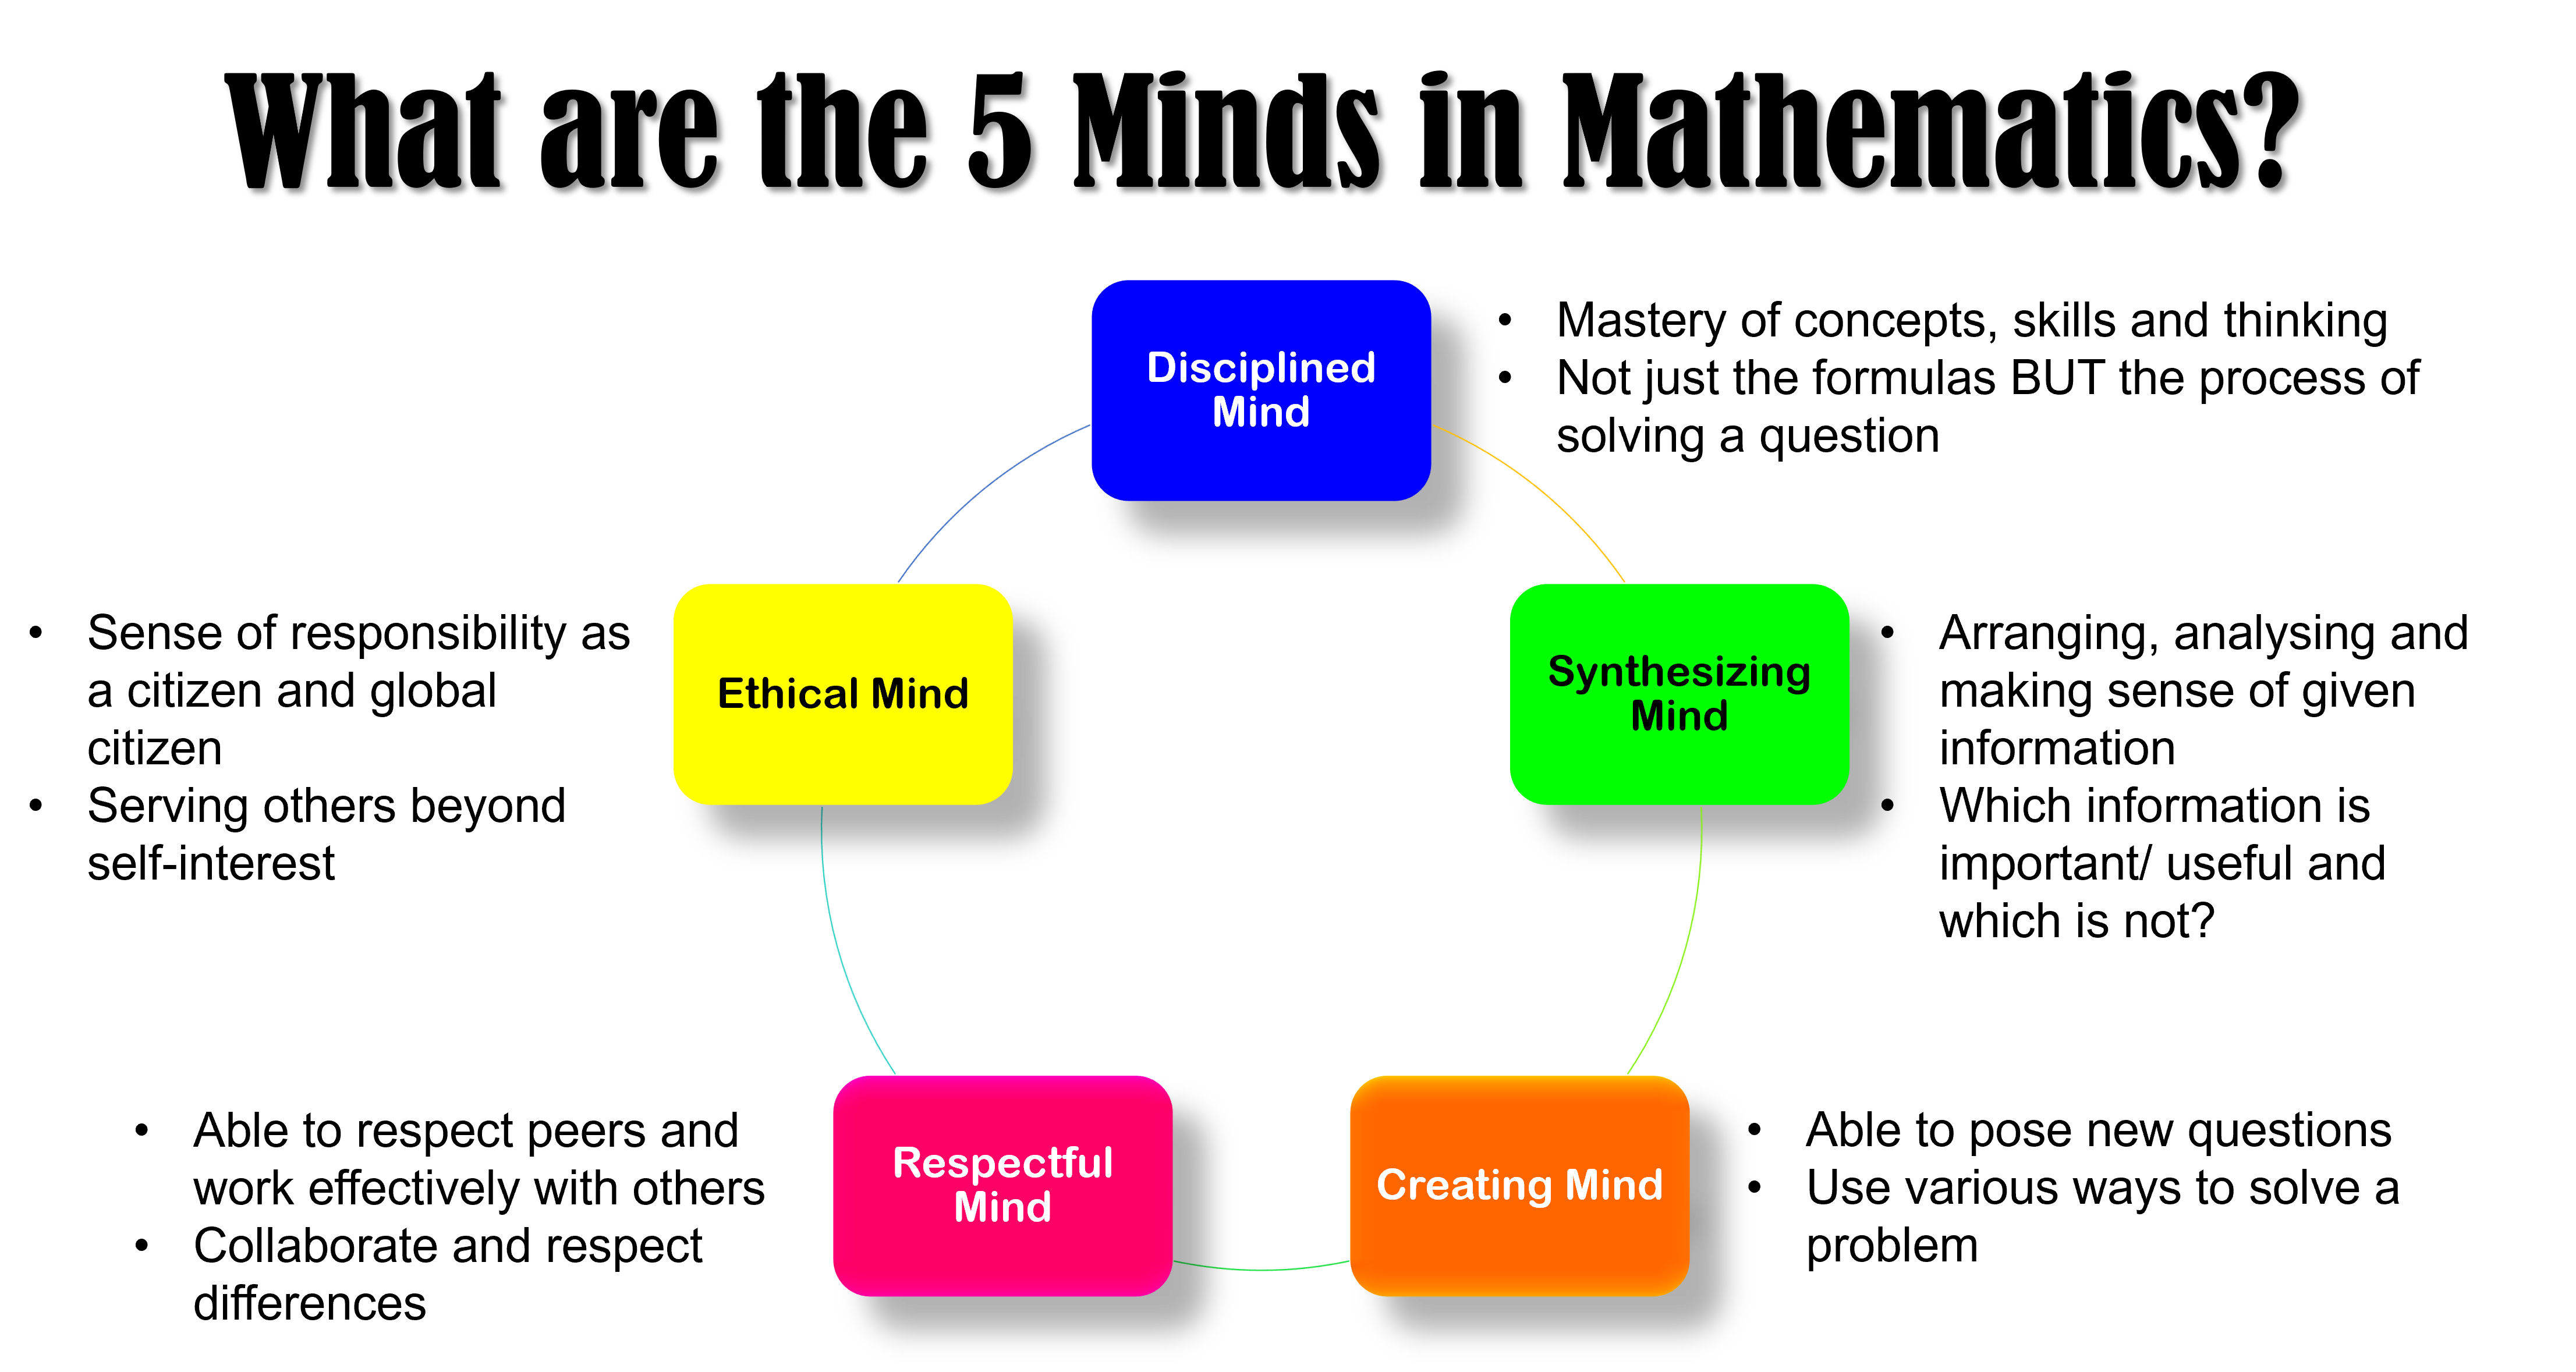 What are the 5 Minds in Mathematics?
Disciplined
Mind
• Mastery of concepts, skills and thinking
• Not just the formulas BUT the process of
solving a question
Synthesizing
Mind
• Arranging, analysing and
making sense of given
information
• Which information is
important/ useful and
which is not?
Creating Mind
• Able to pose new questions
• Use various ways to solve a
problem
Respectful
Mind
• Able to respect peers and
work effectively with others
• Collaborate and respect
differences
Ethical Mind
• Sense of responsibility as
a citizen and global
citizen
• Serving others beyond
self-interest